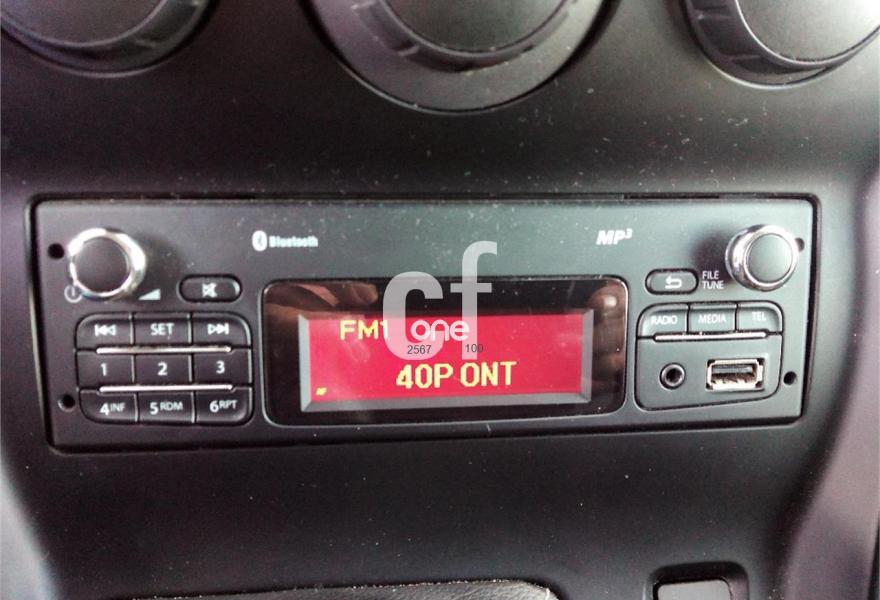 Bluetooth
MP3
cf
one
2567 100
FM1
40P ONT
AF
SET
1 2 3
4INF 5RDM 6RPT
FILE
TUNE
RADIO MEDIA TEL